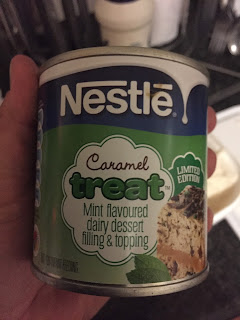 Nestlé
Caramel
treat
LIMITED
EDITION
Mint flavoured
dairy dessert
filling & topping